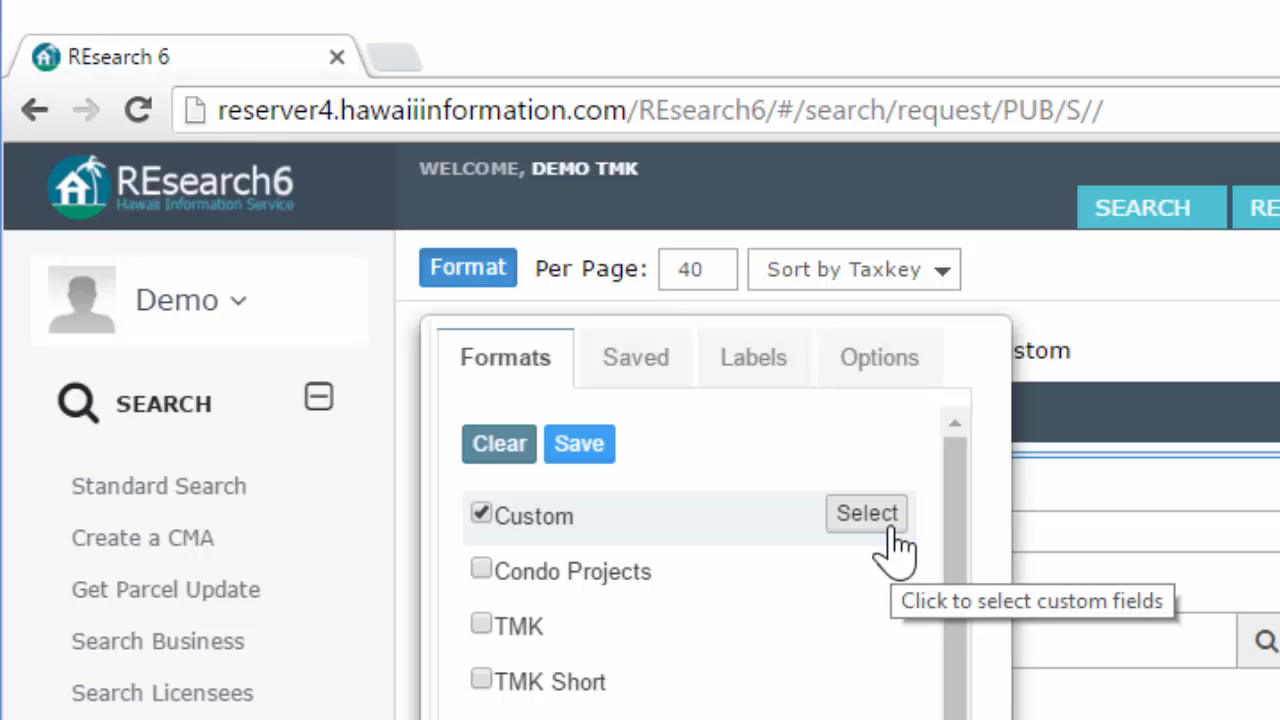 REsearch 6
reserver4.hawaiiinformation.com/REsearch6/#/search/request/PUB/S//
REsearch6
Hawaii Information Service
WELCOME, DEMO TMK
SEARCH
RE
Format
Per Page:
40
Sort by Taxkey
Demo
Formats
Saved
Labels
Options
stom
SEARCH
Clear
Save
Standard Search
Custom
Select
Create a CMA
Condo Projects
Click to select custom fields
Get Parcel Update
TMK
Search Business
TMK Short
Search Licensees